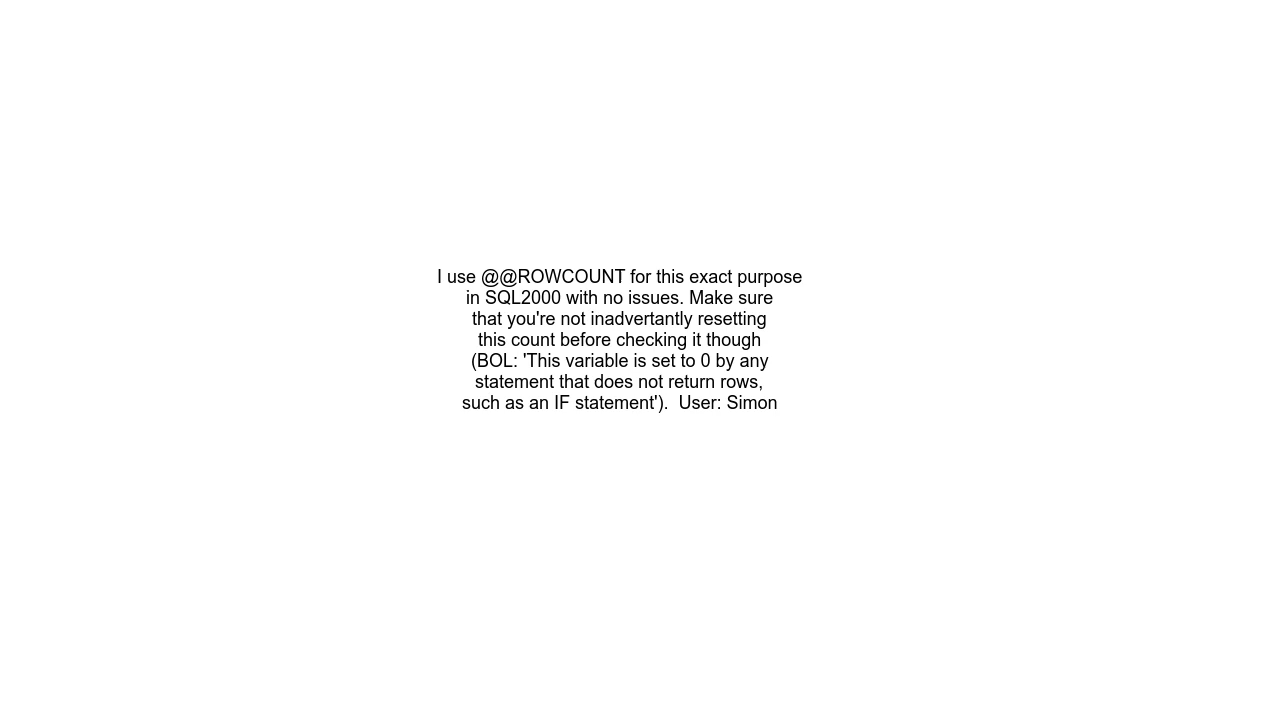 I use @@ROWCOUNT for this exact purpose
in SQL2000 with no issues. Make sure
that you're not inadvertantly resetting
this count before checking it though
(BOL: 'This variable is set to 0 by any
statement that does not return rows,
such as an IF statement').  User: Simon